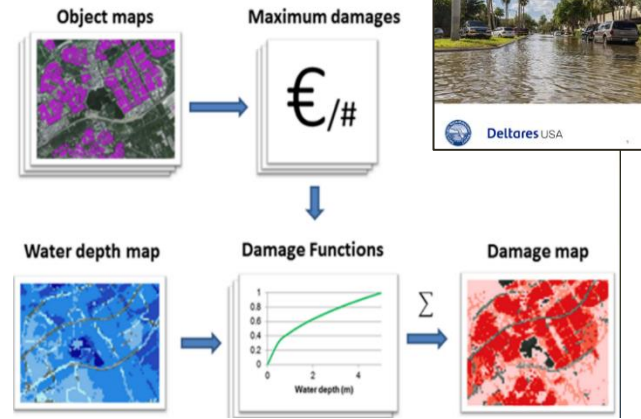 Object maps
Maximum damages
€/#
Deltares USA
Water depth map
Damage Functions
Damage map
1
0.8
0.6
0.4
0.2
0
0
2
4
Water depth (m)
∑